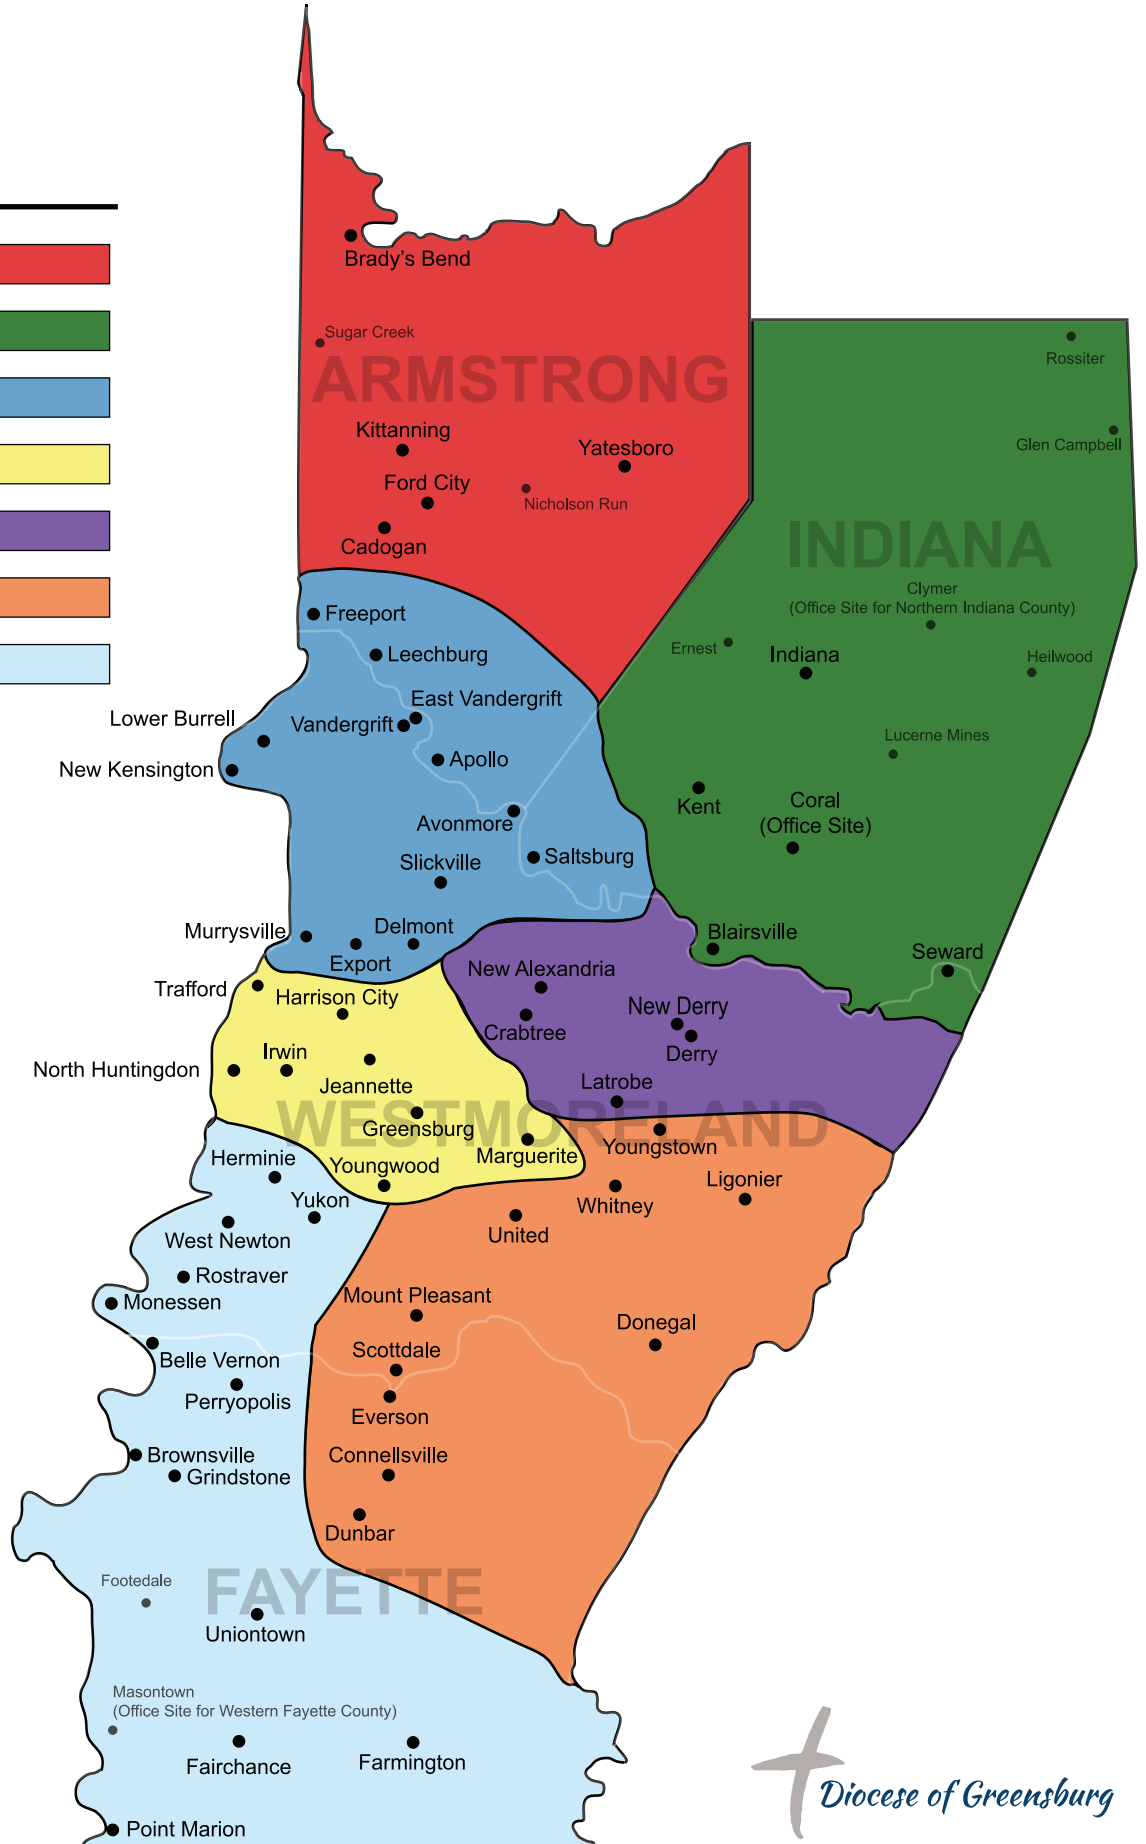 Brady's Bend
Sugar Creek
ARMSTRONG
Rossiter
Kittanning
Glen Campbell
Yatesboro
Ford City
Nicholson Run
Cadogan
INDIANA
Clymer
(Office Site for Northern Indiana County)
Freeport
Ernest
Leechburg
Indiana
Heilwood
East Vandergrift
Lower Burrell
Vandergrift
Lucerne Mines
Apollo
New Kensington
Kent
Coral
(Office Site)
Avonmore
Saltsburg
Slickville
Delmont
Murrysville
Blairsville
Export
Seward
New Alexandria
Trafford
Harrison City
New Derry
Crabtree
Irwin
Derry
North Huntingdon
Jeannette
Latrobe
WESTMORELAND
Greensburg
Youngstown
Marguerite
Herminie
Youngwood
Ligonier
Yukon
Whitney
United
West Newton
Rostraver
Mount Pleasant
Monessen
Donegal
Scottdale
Belle Vernon
Perryopolis
Everson
Brownsville
Connellsville
Grindstone
Dunbar
Footedale
FAYETTE
Uniontown
Masontown
(Office Site for Western Fayette County)
Fairchance
Farmington
Diocese of Greensburg
Point Marion